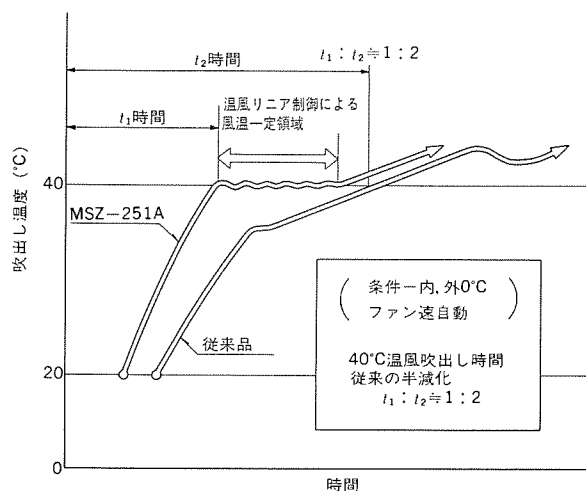 t₂時間
t₁：t₂≒1：2
t₁時間
温風リニア制御による
風温一定領域
40
MSZ-251A
吹出し温度（℃）
従来品
条件―内，外0℃
ファン速自動
40℃温風吹出し時間
従来の半減化
t₁：t₂≒1：2
20
0
時間